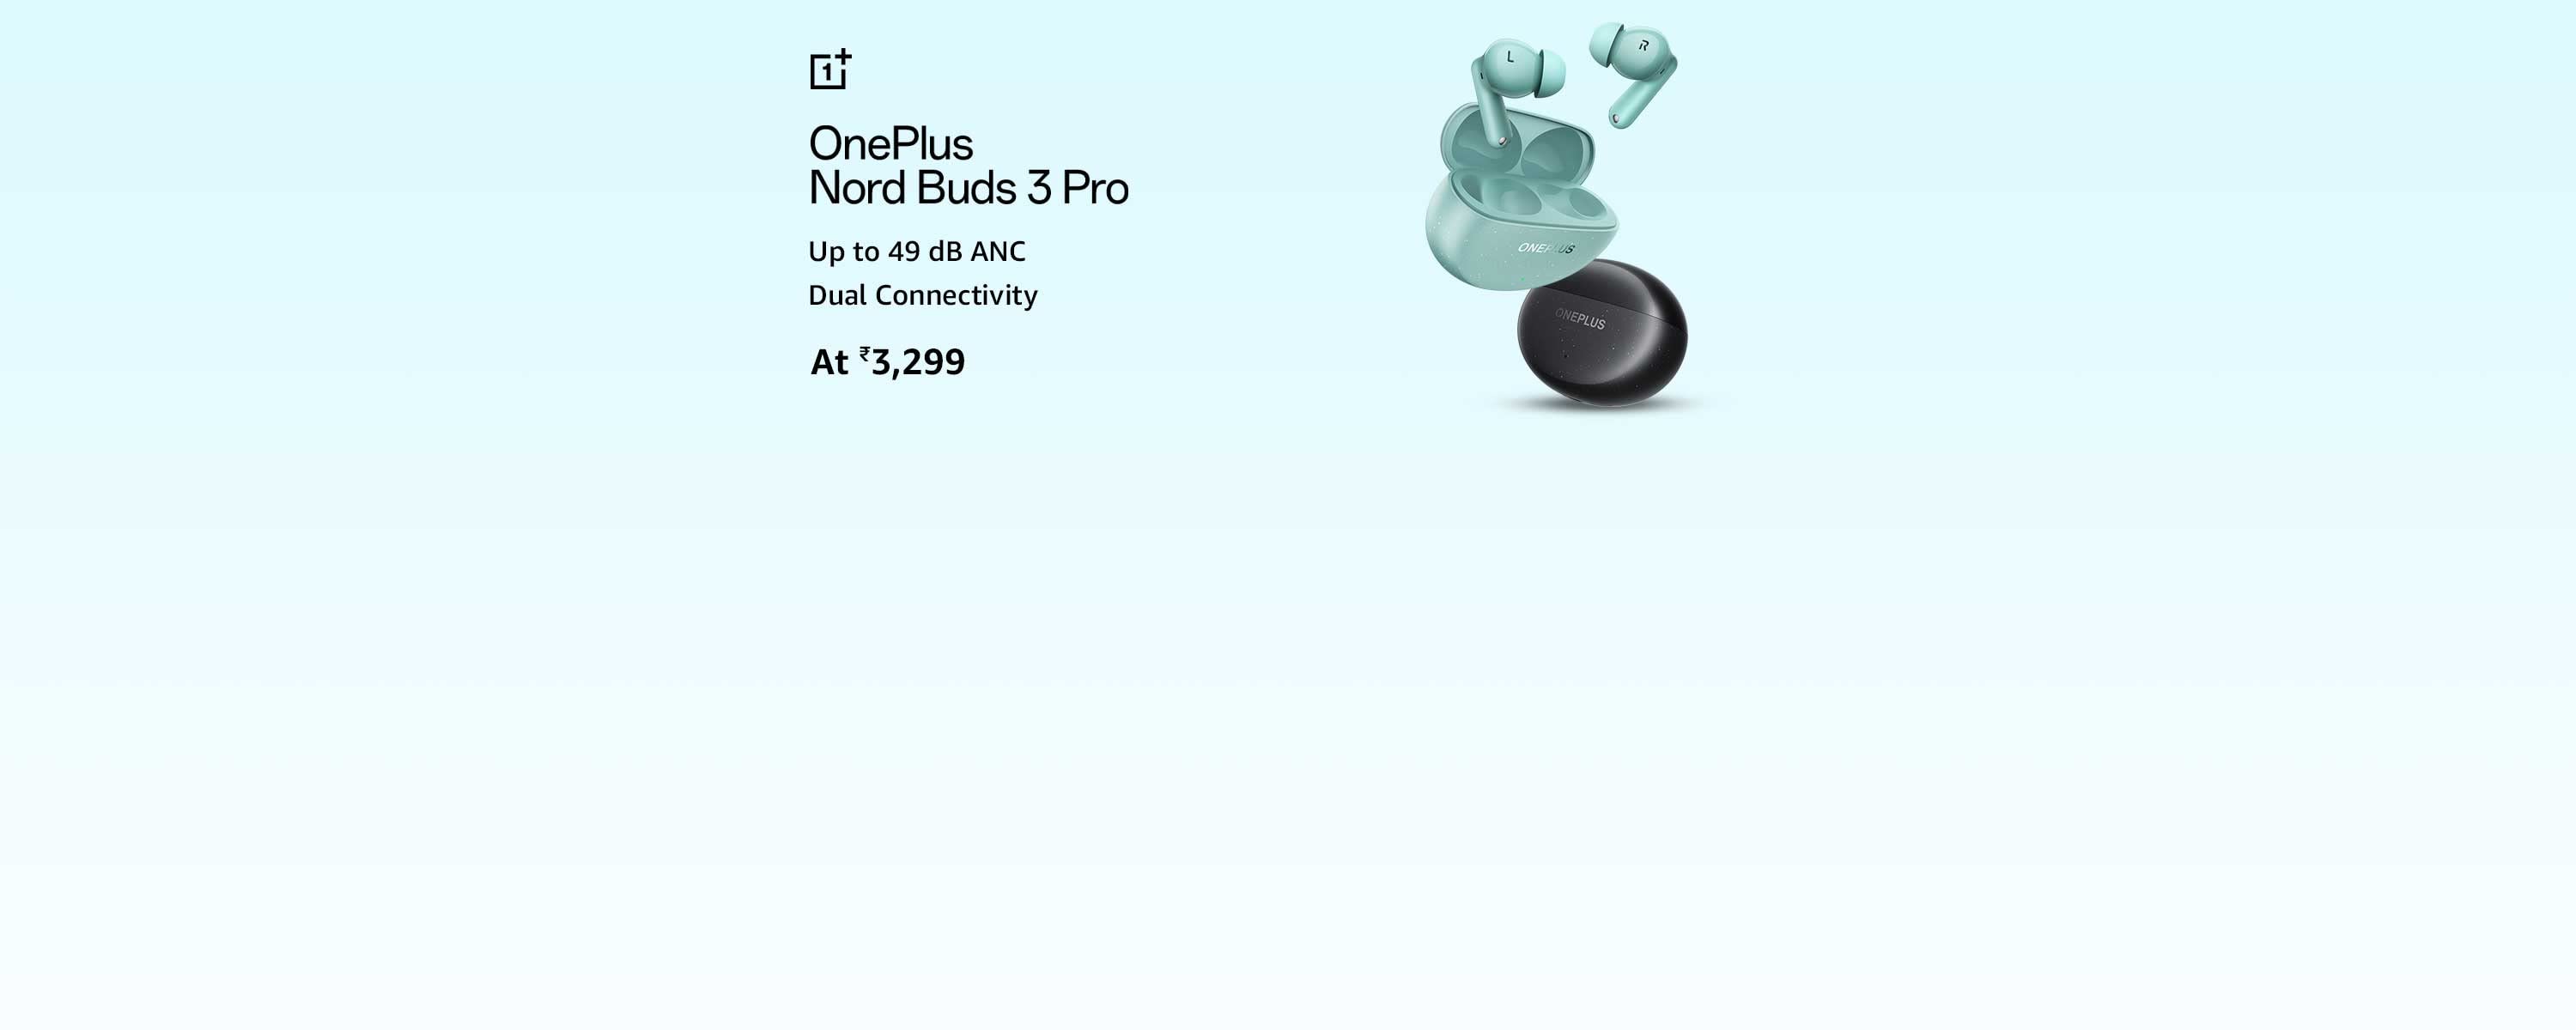 OnePlus
Nord Buds 3 Pro
Up to 49 dB ANC
Dual Connectivity
At ₹3,299
L
R
ONEPLUS
ONEPLUS